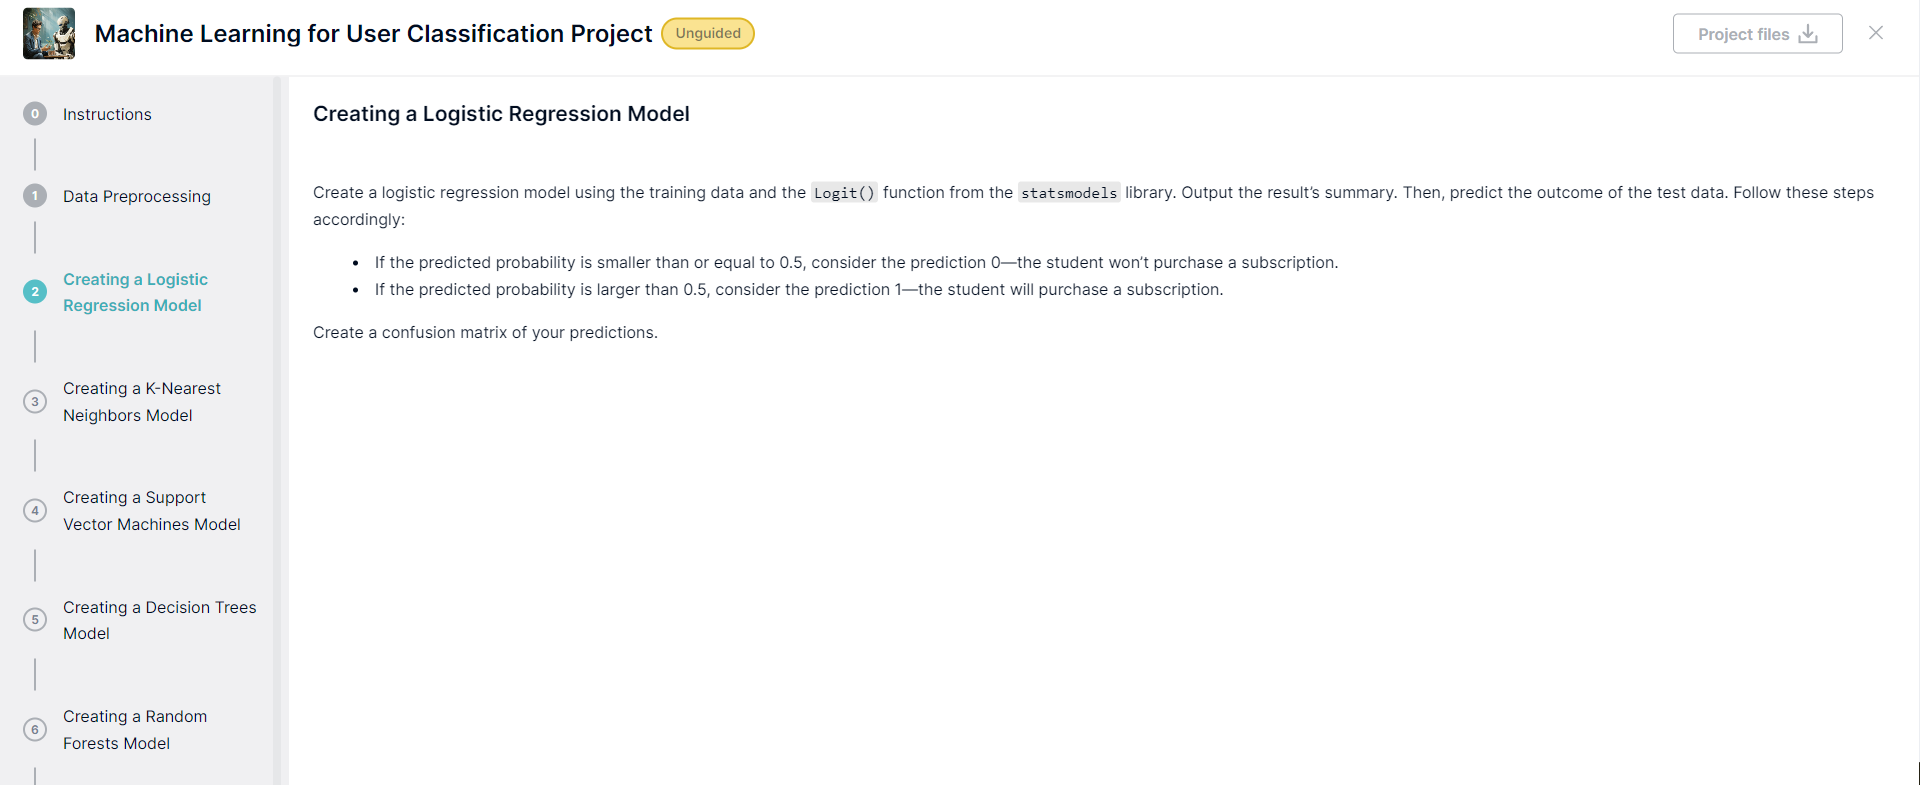 Machine Learning for User Classification Project
Unguided
Project files
0
Instructions
1
Data Preprocessing
2
Creating a Logistic
Regression Model
3
Creating a K-Nearest
Neighbors Model
4
Creating a Support
Vector Machines Model
5
Creating a Decision Trees
Model
6
Creating a Random
Forests Model
Creating a Logistic Regression Model
Create a logistic regression model using the training data and the Logit() function from the statsmodels library. Output the result’s summary. Then, predict the outcome of the test data. Follow these steps
accordingly:
• If the predicted probability is smaller than or equal to 0.5, consider the prediction 0—the student won’t purchase a subscription.
• If the predicted probability is larger than 0.5, consider the prediction 1—the student will purchase a subscription.
Create a confusion matrix of your predictions.